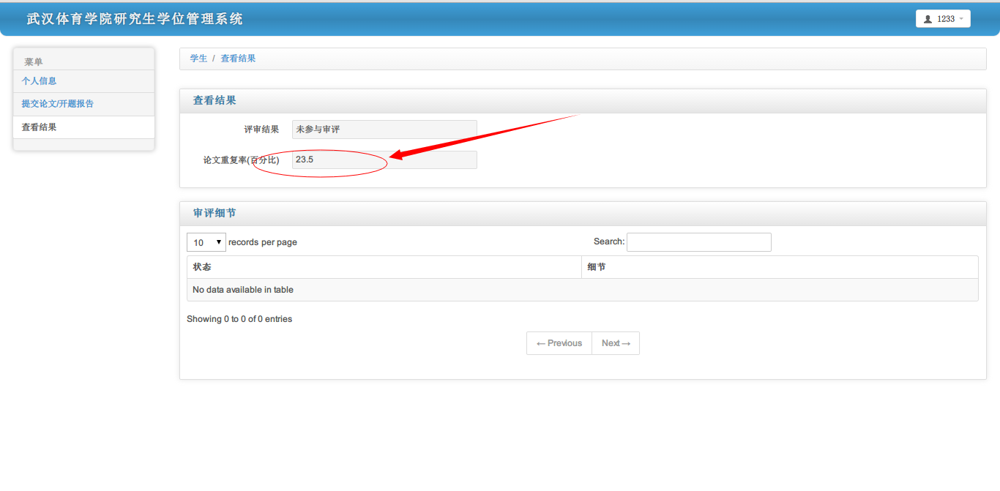 武汉体育学院研究生学位管理系统
1233
菜单
个人信息
提交论文/开题报告
查看结果
学生 / 查看结果
查看结果
评审结果 未参与审评
论文重复率(百分比) 23.5
审评细节
10 records per page Search:
状态 细节
No data available in table
Showing 0 to 0 of 0 entries
← Previous Next →